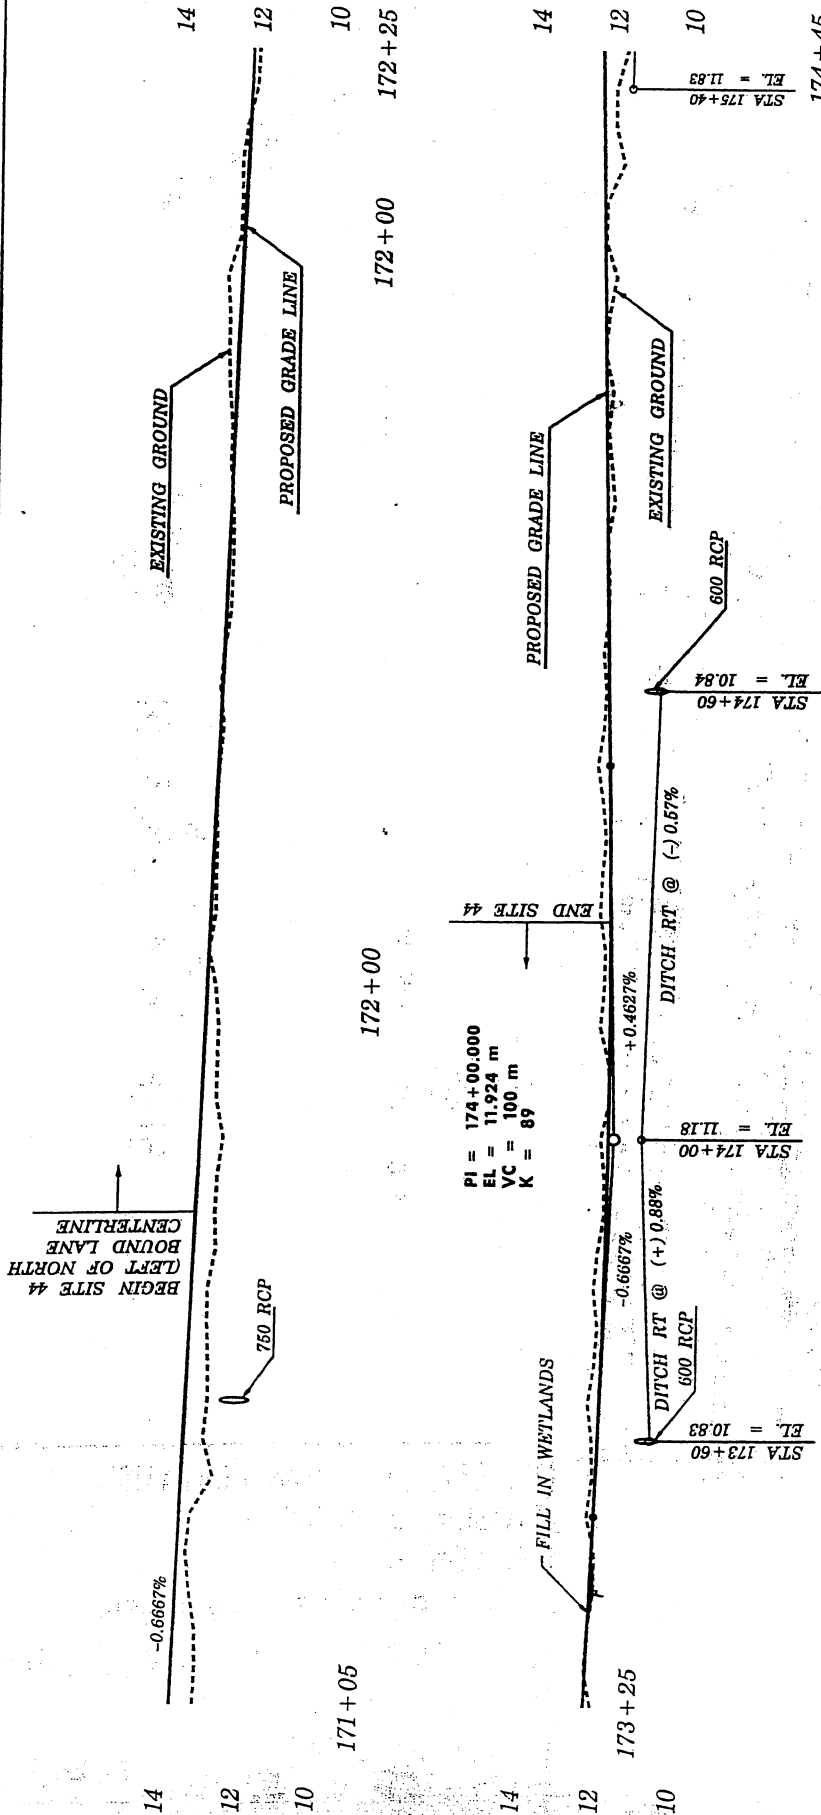 14
12
10
-0.6667%
171+05
BEGIN SITE 44
(LEFT OF NORTH
BOUND LANE
CENTERLINE
750 RCP
172+00
EXISTING GROUND
PROPOSED GRADE LINE
172+00
14
12
10
172+25
14
12
10
173+25
FILL IN WETLANDS
STA 173+60
EL. = 10.83
600 RCP
DITCH RT @ (+) 0.88%
-0.6667%
PI = 174+00.000
EL = 11.924 m
VC = 100 m
K = 89
STA 174+00
EL. = 11.18
+0.4627%
END SITE 44
DITCH RT @ (-) 0.57%
STA 174+60
EL. = 10.84
600 RCP
PROPOSED GRADE LINE
EXISTING GROUND
STA 175+40
EL. = 11.83
14
12
10
174+45